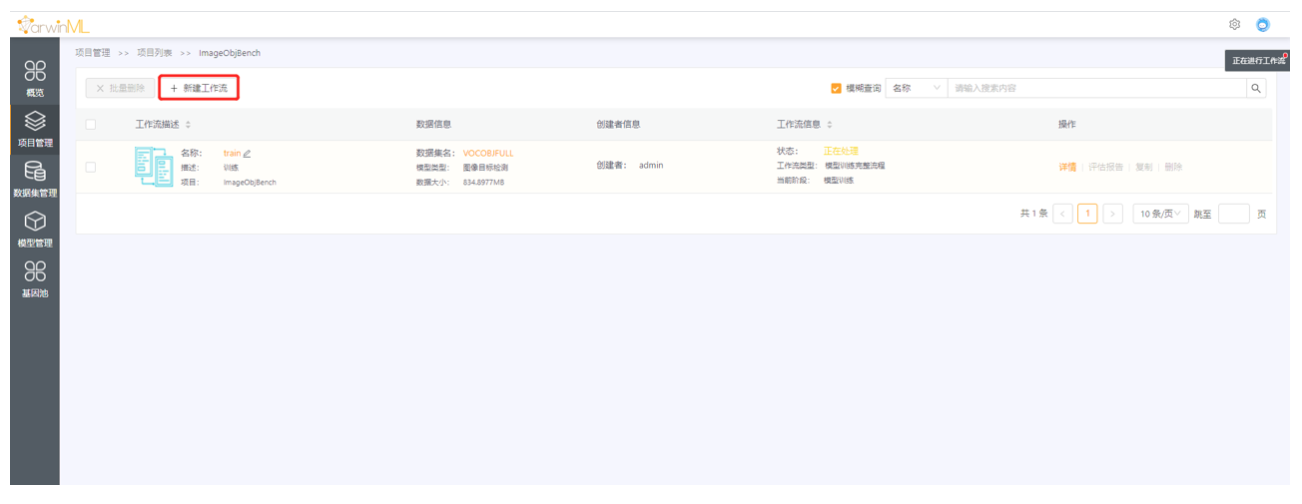 DarwinML
项目管理 >> 项目列表 >> ImageObjBench
正在进行工作流
概览
项目管理
数据集管理
模型管理
基因池
× 批量删除 + 新建工作流 模糊查询 名称 请输入搜索内容
工作流描述 数据信息 创建者信息 工作流信息 操作
名称: train 数据集名: VOCOBJFULL 创建者: admin 状态: 正在处理 详情 | 评估报告 | 复制 | 删除
描述: 训练 模型类型: 图像目标检测 工作流类型: 模型训练完整流程
项目: ImageObjBench 数据大小: 834.8977MB 当前阶段: 模型训练
共 1 条 < 1 > 10 条/页 跳至 页